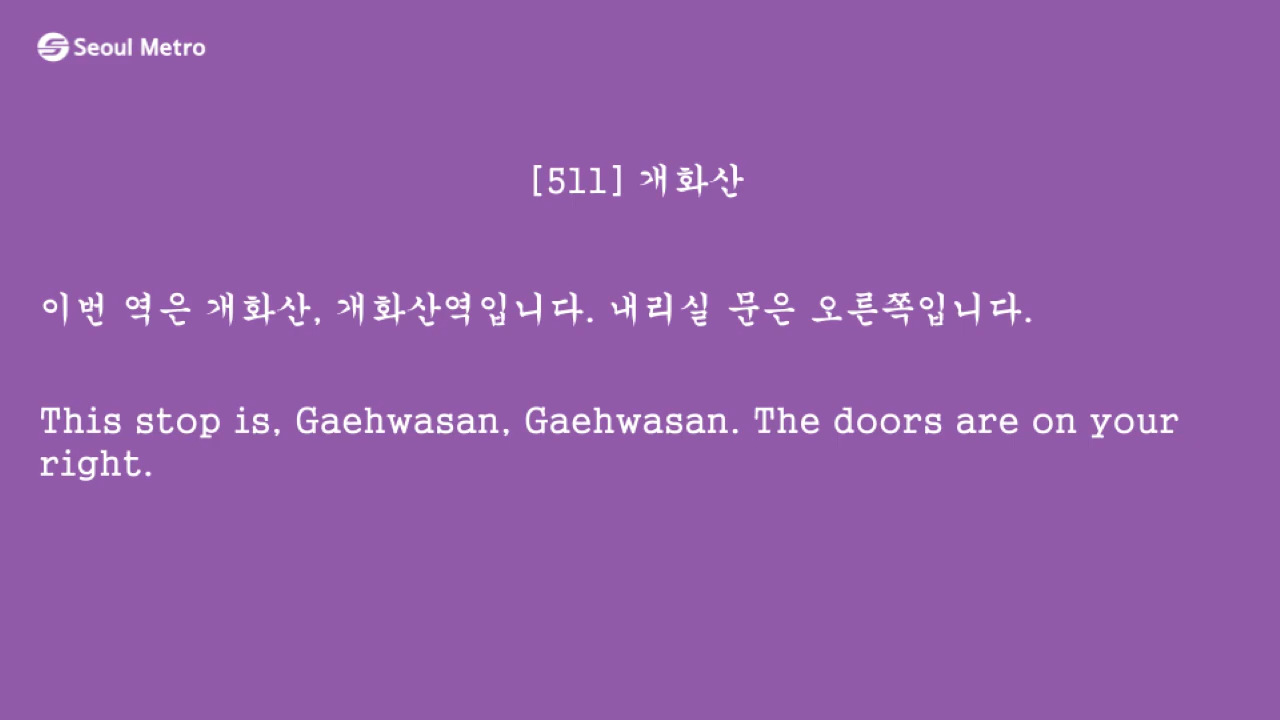 Seoul Metro
[511] 개화산
이번 역은 개화산, 개화산역입니다. 내리실 문은 오른쪽입니다.
This stop is, Gaehwasan, Gaehwasan. The doors are on your
right.